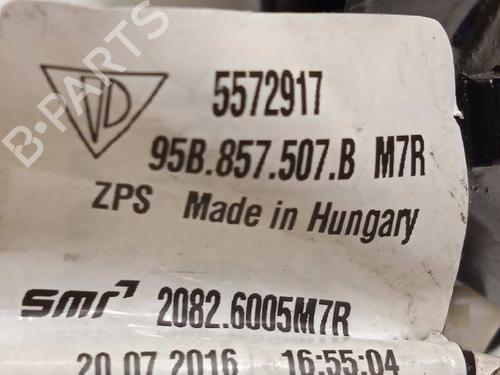 B-PARTS
VD
5572917
95B.857.507.B M7R
ZPS Made in Hungary
smr 2082.6005M7R
20.07.2016 16:55:04